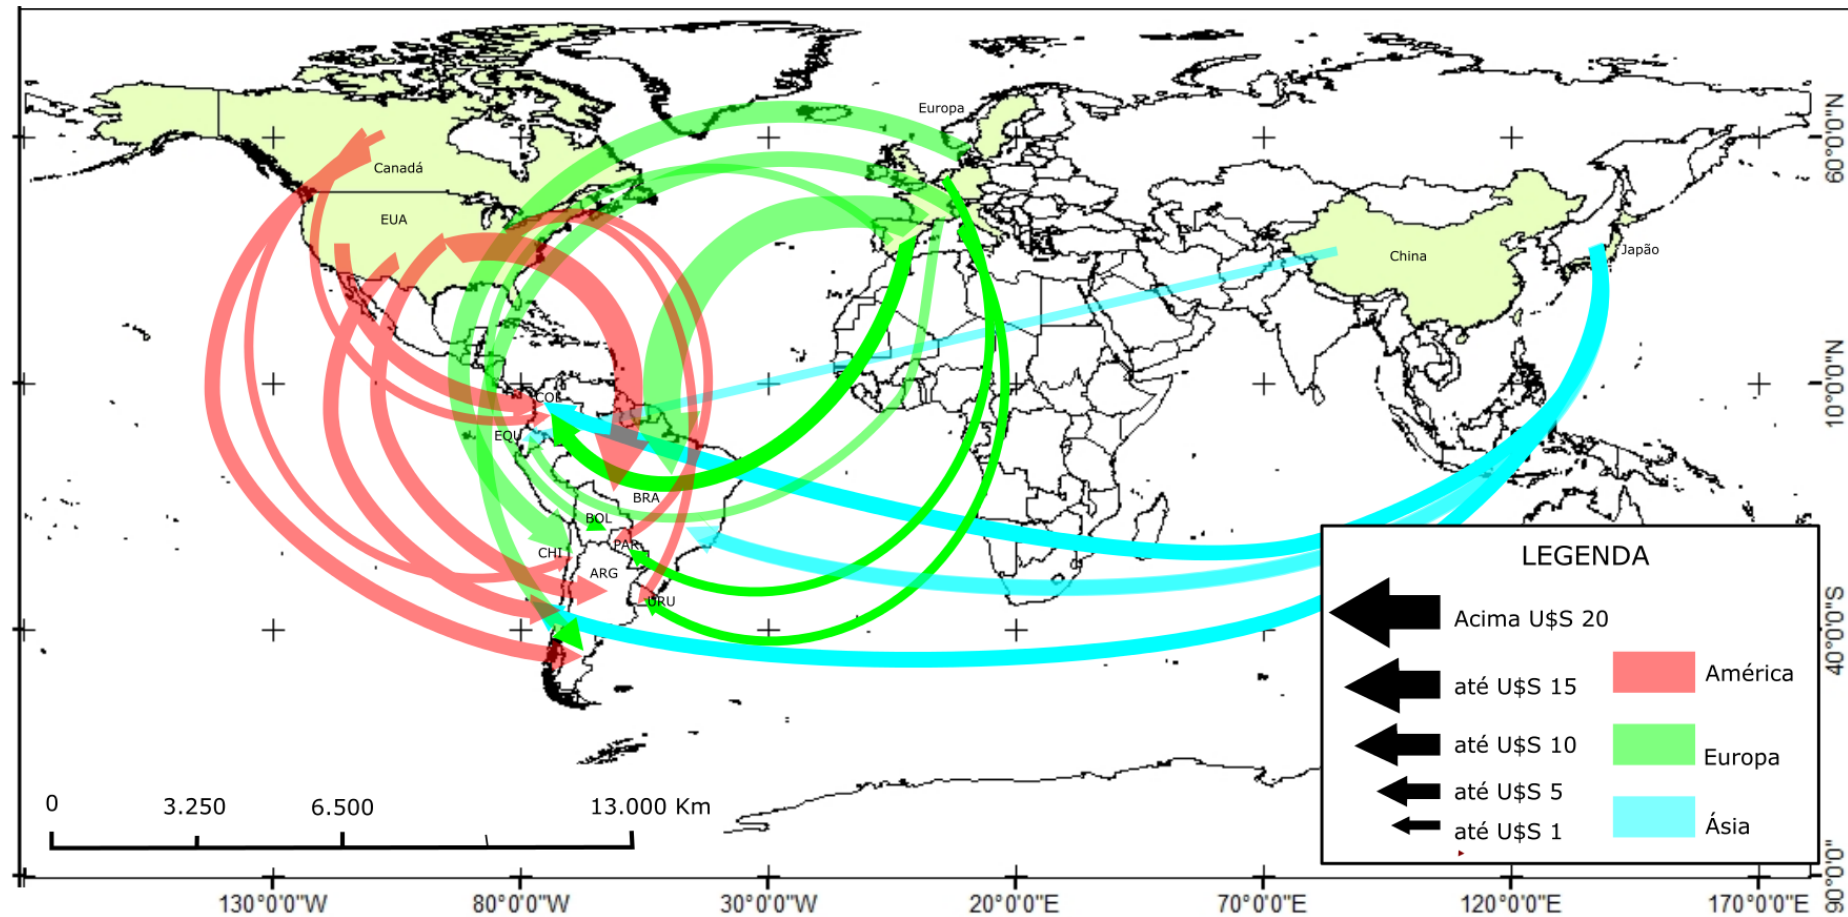 Europa
Canadá
EUA
China
Japão
COL
EQU
BRA
BOL
PAR
CHI
ARG
URU
60°0'0"N
10°0'0"N
40°0'0"S
90°0'0"
LEGENDA
Acima U$S 20
até U$S 15
até U$S 10
até U$S 5
até U$S 1
América
Europa
Ásia
0 3.250 6.500 13.000 Km
130°0'0"W 80°0'0"W 30°0'0"W 20°0'0"E 70°0'0"E 120°0'0"E 170°0'0"E